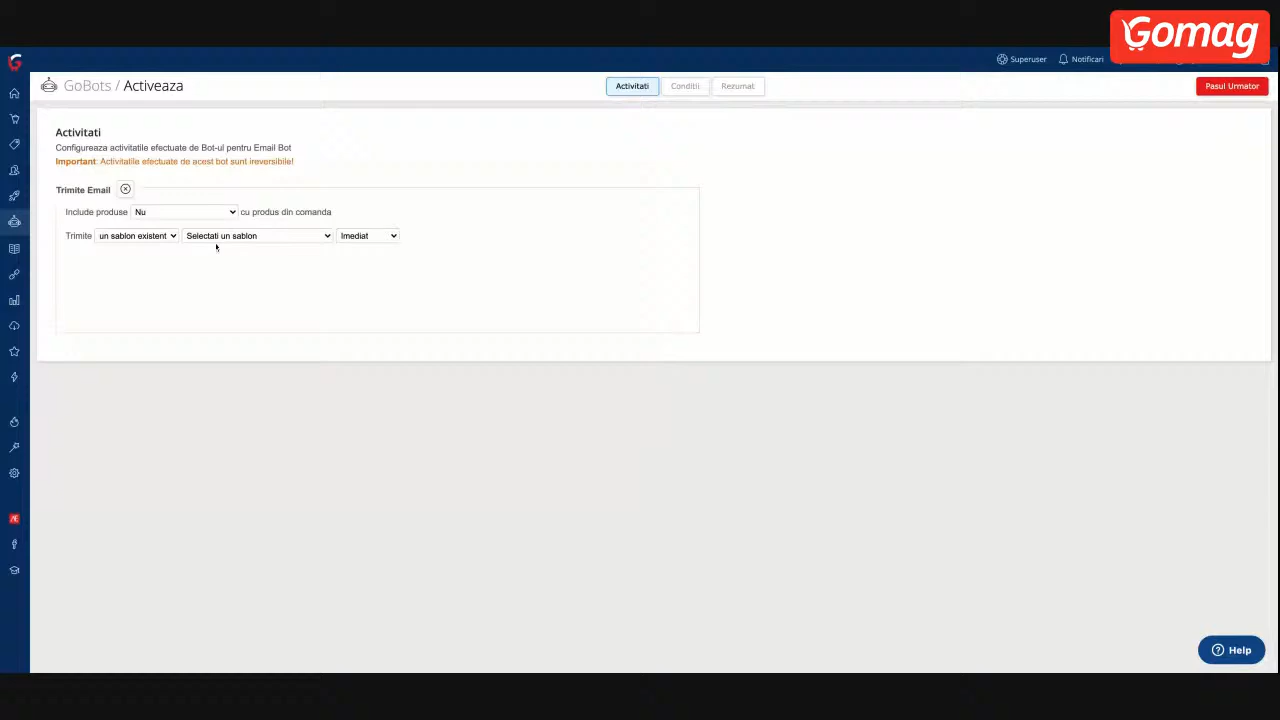 Gomag
Superuser
Notificari
GoBots / Activeaza
Activitati
Conditii
Rezumat
Pasul Urmator
Activitati
Configureaza activitatile efectuate de Bot-ul pentru Email Bot
Important: Activitatile efectuate de acest bot sunt ireversibile!
Trimite Email
Include produse Nu cu produs din comanda
Trimite un sablon existent Selectati un sablon Imediat
Help